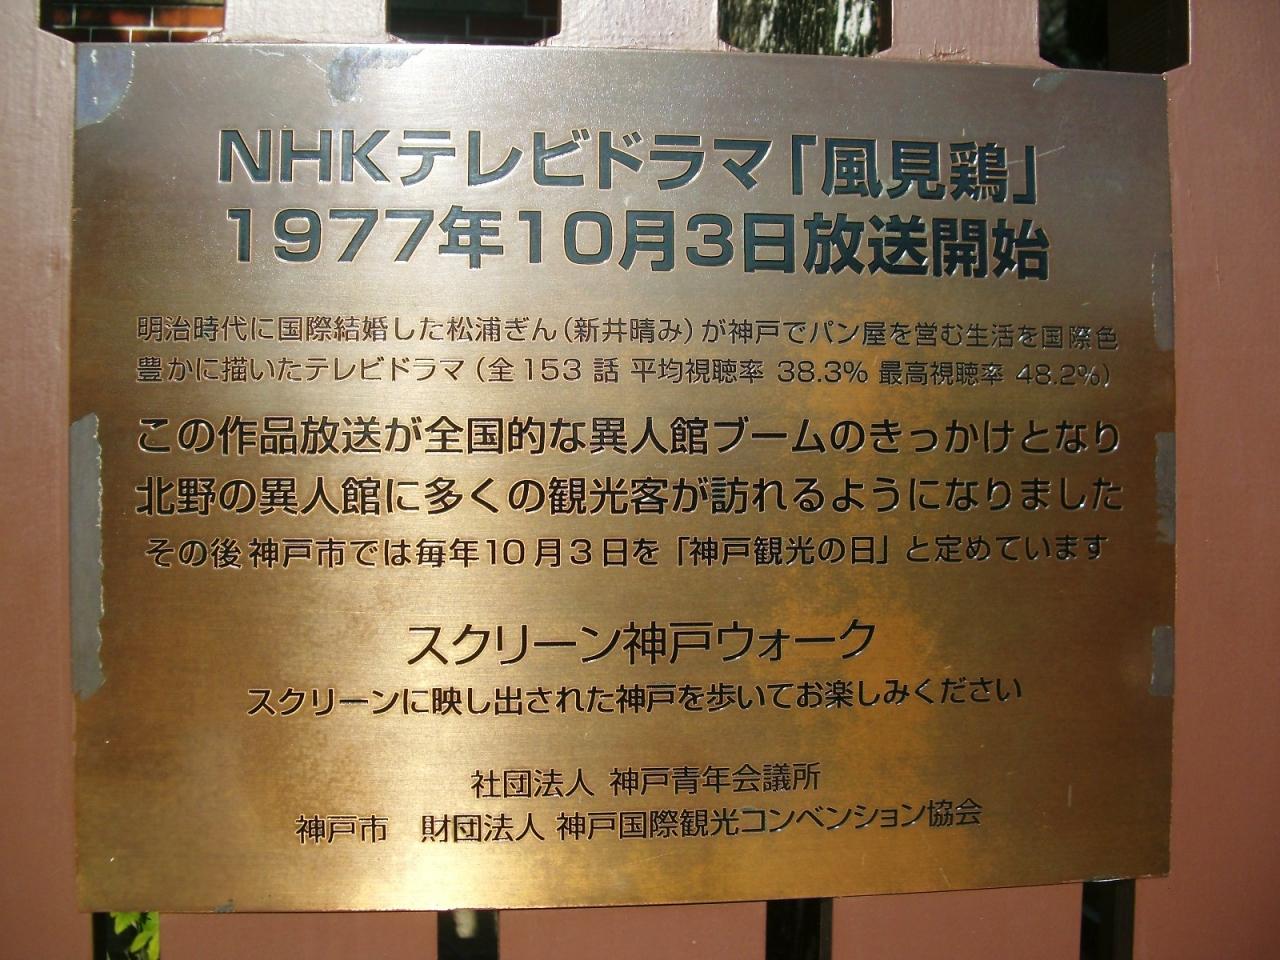 NHKテレビドラマ「風見鶏」
1977年10月3日放送開始
明治時代に国際結婚した松浦ぎん(新井晴み)が神戸でパン屋を営む生活を国際色
豊かに描いたテレビドラマ(全153話 平均視聴率 38.3% 最高視聴率 48.2%)
この作品放送が全国的な異人館ブームのきっかけとなり
北野の異人館に多くの観光客が訪れるようになりました
その後神戸市では毎年10月3日を「神戸観光の日」と定めています
スクリーン神戸ウォーク
スクリーンに映し出された神戸を歩いてお楽しみください
社団法人 神戸青年会議所
神戸市 財団法人 神戸国際観光コンベンション協会